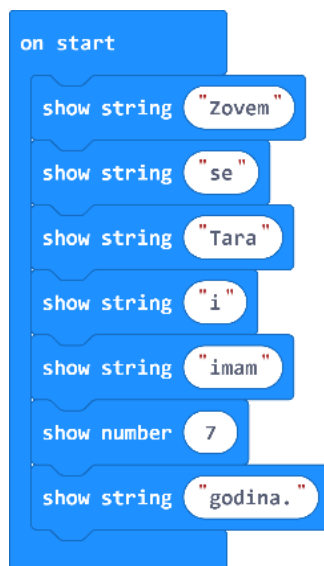 on start
show string "Zovem"
show string "se"
show string "Tara"
show string "i"
show string "imam"
show number 7
show string "godina."